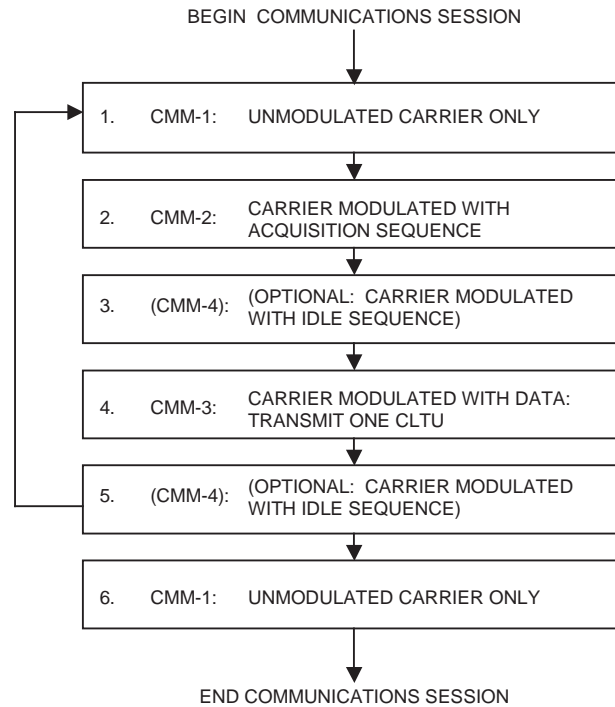 BEGIN COMMUNICATIONS SESSION
1. CMM-1: UNMODULATED CARRIER ONLY
2. CMM-2: CARRIER MODULATED WITH
ACQUISITION SEQUENCE
3. (CMM-4): (OPTIONAL: CARRIER MODULATED
WITH IDLE SEQUENCE)
4. CMM-3: CARRIER MODULATED WITH DATA:
TRANSMIT ONE CLTU
5. (CMM-4): (OPTIONAL: CARRIER MODULATED
WITH IDLE SEQUENCE)
6. CMM-1: UNMODULATED CARRIER ONLY
END COMMUNICATIONS SESSION